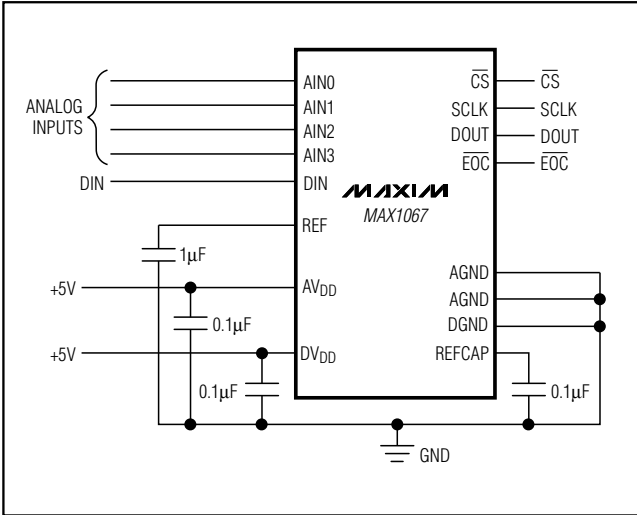 ANALOG
INPUTS
DIN
+5V
+5V
1µF
0.1µF
0.1µF
AIN0
AIN1
AIN2
AIN3
DIN
REF
AVDD
DVDD
MAXIM
MAX1067
CS
SCLK
DOUT
EOC
AGND
AGND
DGND
REFCAP
CS
SCLK
DOUT
EOC
0.1µF
GND